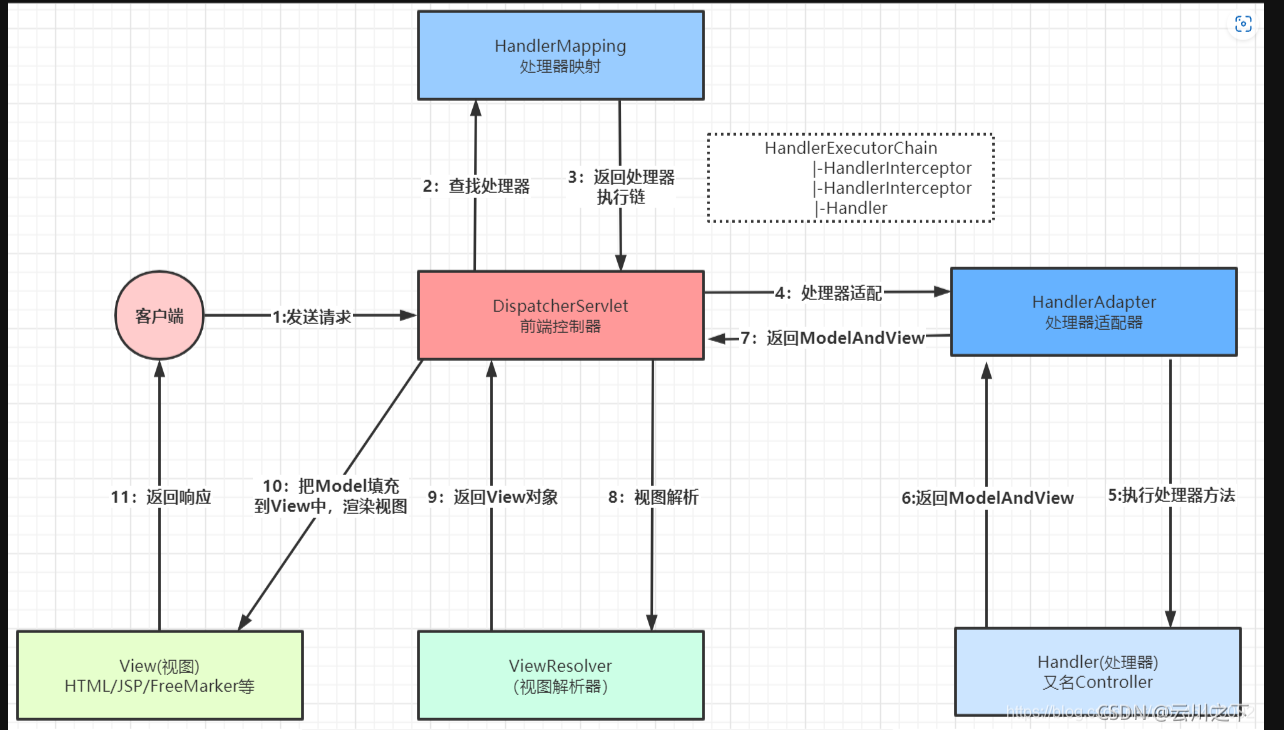 HandlerMapping
处理器映射
HandlerExecutorChain
|-HandlerInterceptor
|-HandlerInterceptor
|-Handler
2：查找处理器
3：返回处理器
执行链
客户端
1:发送请求
DispatcherServlet
前端控制器
4：处理器适配
7：返回ModelAndView
HandlerAdapter
处理器适配器
11：返回响应
10：把Model填充
到View中，渲染视图
9：返回View对象
8：视图解析
6:返回ModelAndView
5:执行处理器方法
View(视图)
HTML/JSP/FreeMarker等
ViewResolver
（视图解析器）
Handler(处理器)
又名Controller
CSDN @云川之下